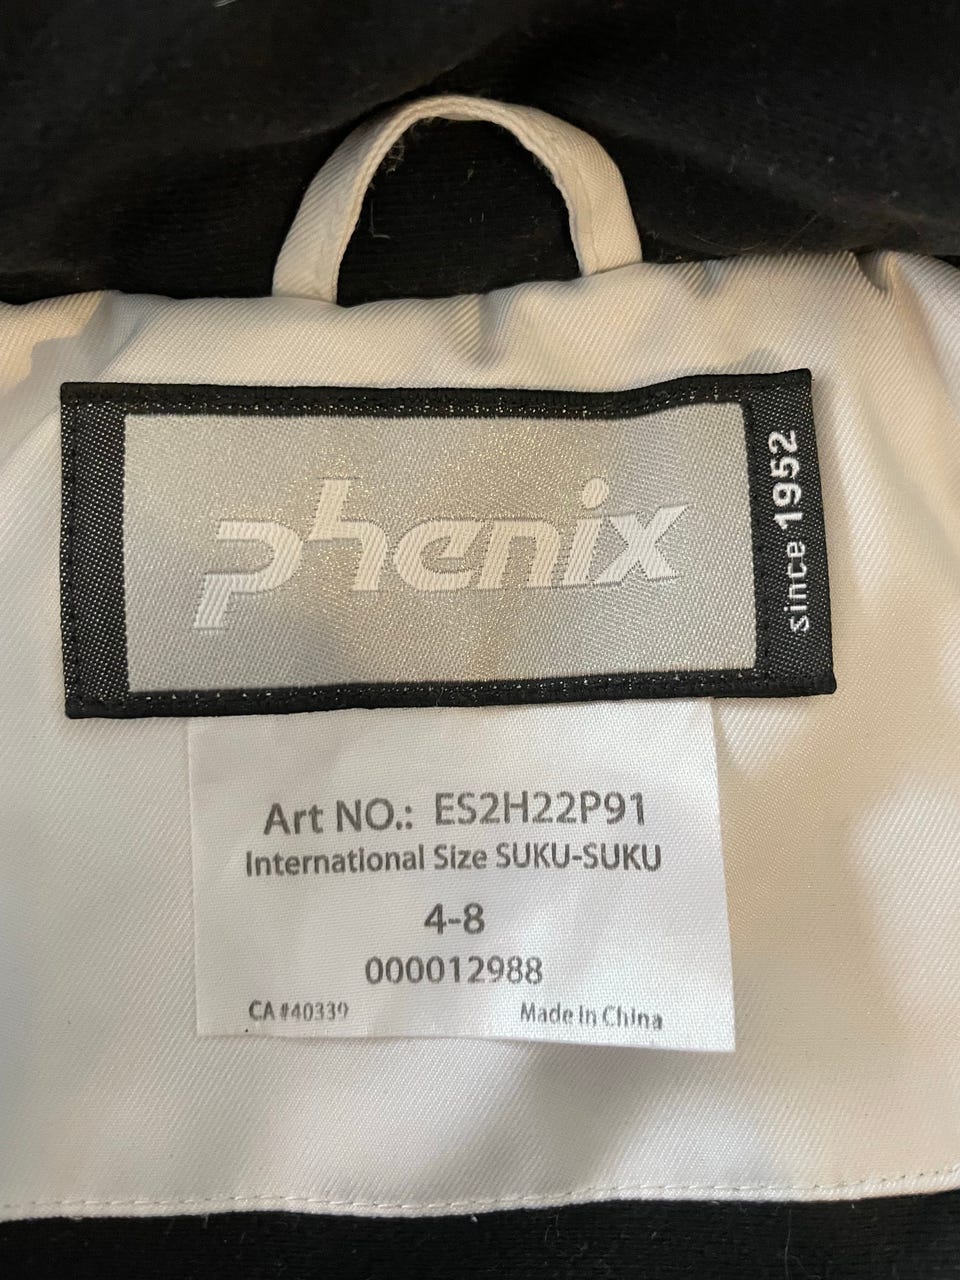 phenix
since 1952
Art NO.: ES2H22P91
International Size SUKU-SUKU
4-8
000012988
CA #40339 Made In China